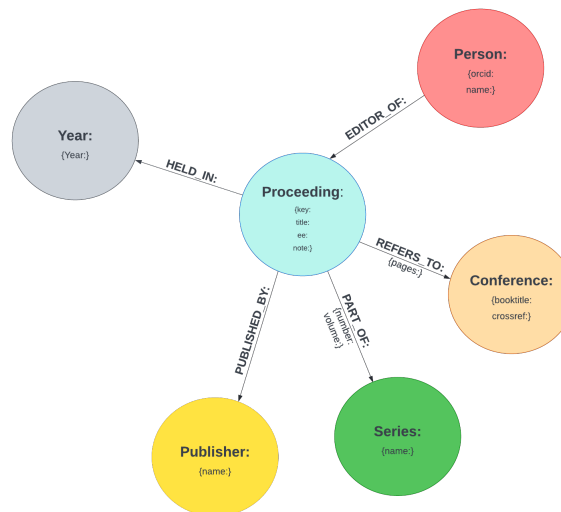 Person:
{orcid:
name:}
EDITOR_OF:
Year:
{Year:}
HELD_IN:
Proceeding:
{key:
title:
ee:
note:}
REFERS_TO:
{pages:}
Conference:
{booktitle:
crossref:}
PUBLISHED_BY:
PART_OF:
{number:
volume:}
Series:
{name:}
Publisher:
{name:}